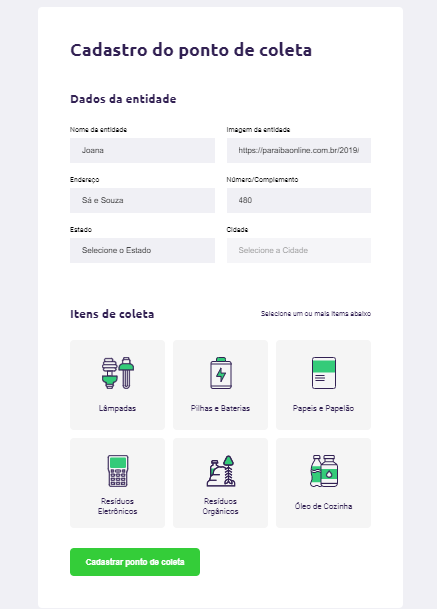 Cadastro do ponto de coleta
Dados da entidade
Nome da entidade
Imagem da entidade
Joana
https://paraibaonline.com.br/2019/
Endereço
Número/Complemento
Sá e Souza
480
Estado
Cidade
Selecione o Estado
Selecione a Cidade
Itens de coleta
Selecione um ou mais itens abaixo
Lâmpadas
Pilhas e Baterias
Papeis e Papelão
Resíduos
Eletrônicos
Resíduos
Orgânicos
Óleo de Cozinha
Cadastrar ponto de coleta